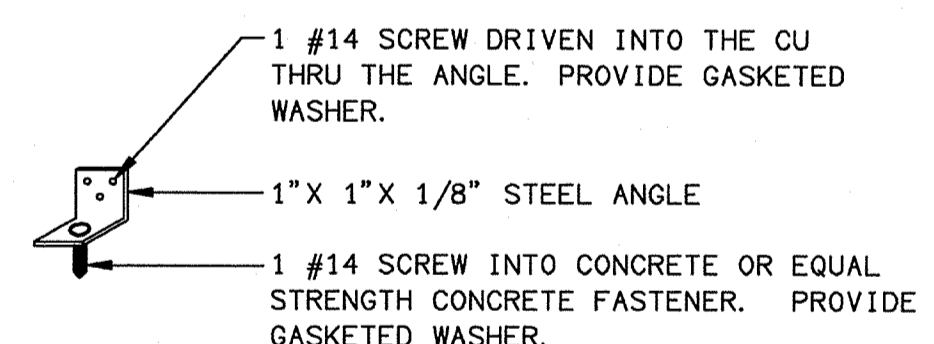 1 #14 SCREW DRIVEN INTO THE CU
THRU THE ANGLE. PROVIDE GASKETED
WASHER.
1"X 1"X 1/8" STEEL ANGLE
1 #14 SCREW INTO CONCRETE OR EQUAL
STRENGTH CONCRETE FASTENER. PROVIDE
GASKETED WASHER.